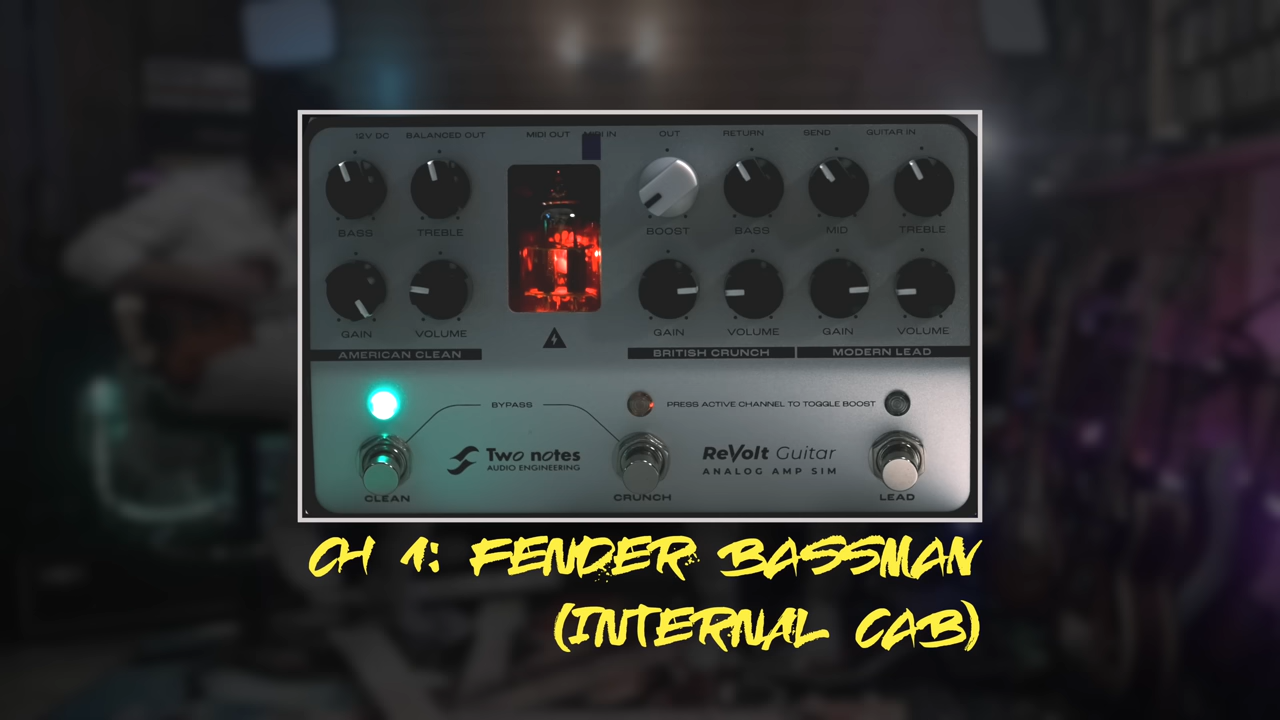 12V DC BALANCED OUT MIDI OUT MIDI IN OUT RETURN SEND GUITAR IN
BASS TREBLE BOOST BASS MID TREBLE
GAIN VOLUME GAIN VOLUME GAIN VOLUME
AMERICAN CLEAN BRITISH CRUNCH MODERN LEAD
BYPASS PRESS ACTIVE CHANNEL TO TOGGLE BOOST
Two notes ReVolt Guitar
AUDIO ENGINEERING ANALOG AMP SIM
CLEAN CRUNCH LEAD
CH 1: FENDER BASSMAN
(INTERNAL CAB)